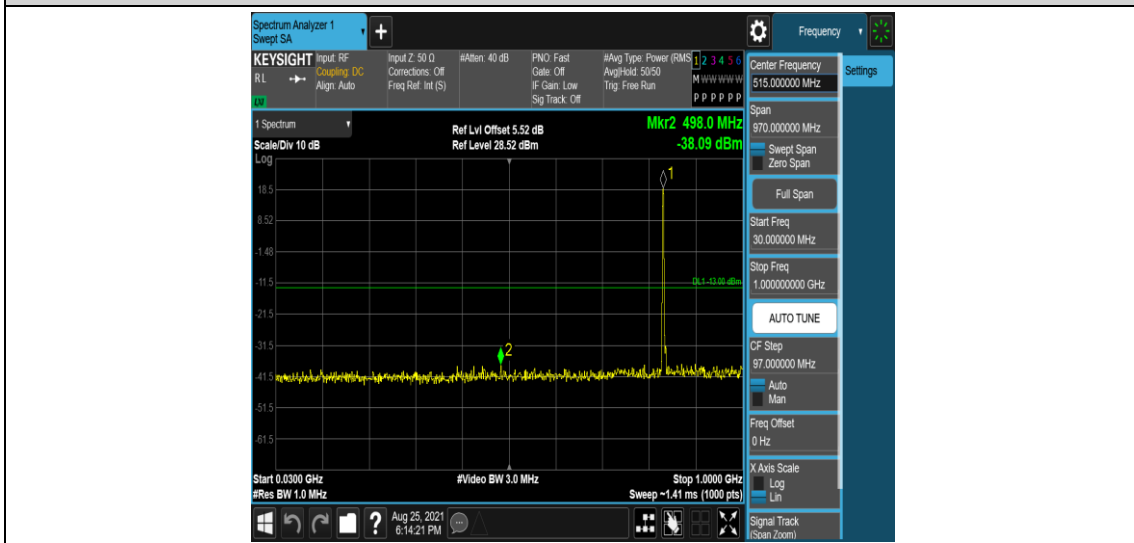 Spectrum Analyzer 1
Swept SA
+
Frequency
KEYSIGHT
RL
Input: RF
Coupling: DC
Align: Auto
Input Z: 50 Ω
Corrections: Off
Freq Ref: Int (S)
#Atten: 40 dB
PNO: Fast
Gate: Off
IF Gain: Low
Sig Track: Off
#Avg Type: Power (RMS
Avg|Hold: 50/50
Trig: Free Run
1 2 3 4 5 6
M W W W W W
P P P P P P
1 Spectrum
Scale/Div 10 dB
Ref Lvl Offset 5.52 dB
Ref Level 28.52 dBm
Mkr2 498.0 MHz
-38.09 dBm
Log
1
18.5
8.52
-1.48
-11.5
DL1 -13.00 dBm
-21.5
-31.5
2
-41.5
-51.5
-61.5
Start 0.0300 GHz
#Res BW 1.0 MHz
#Video BW 3.0 MHz
Stop 1.0000 GHz
Sweep ~1.41 ms (1000 pts)
?
Aug 25, 2021
6:14:21 PM
Center Frequency
515.000000 MHz
Settings
Span
970.000000 MHz
Swept Span
Zero Span
Full Span
Start Freq
30.000000 MHz
Stop Freq
1.000000000 GHz
AUTO TUNE
CF Step
97.000000 MHz
Auto
Man
Freq Offset
0 Hz
X Axis Scale
Log
Lin
Signal Track
(Span Zoom)